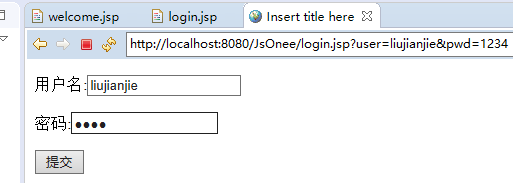 welcome.jsp login.jsp Insert title here
http://localhost:8080/JsOnee/login.jsp?user=liujianjie&pwd=1234
用户名:liujianjie
密码:●●●●
提交